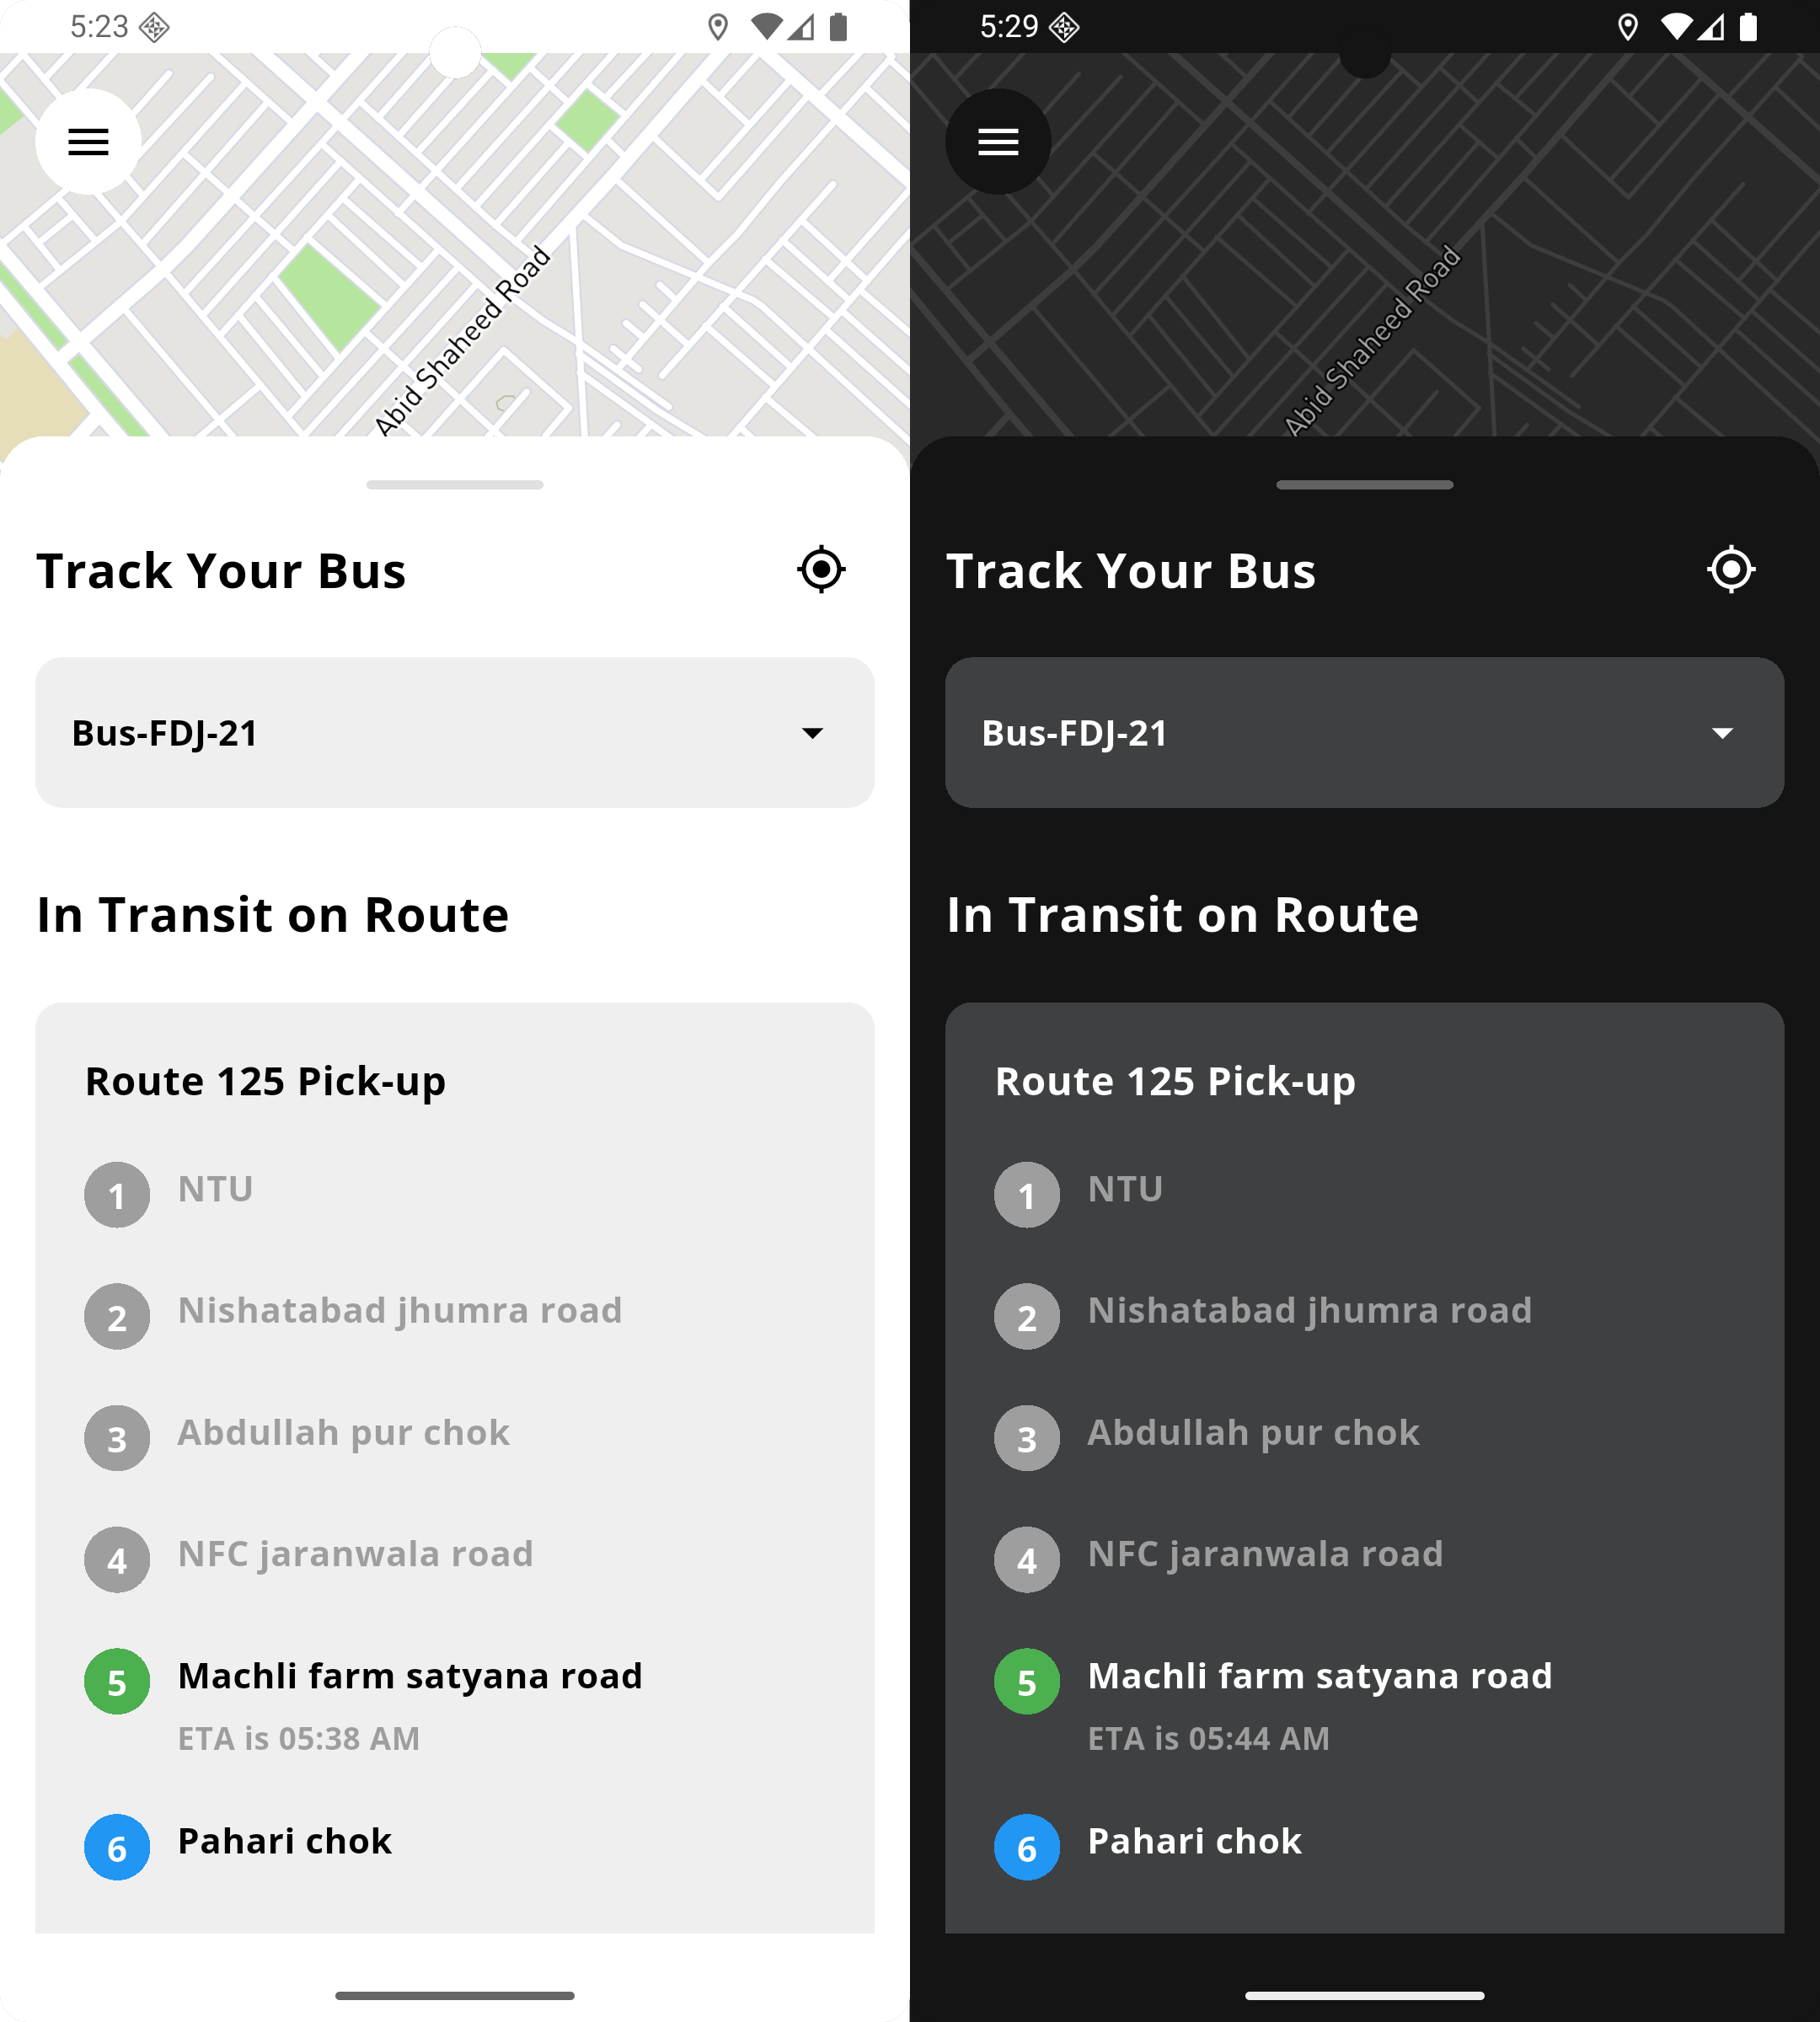 5:23
Abid Shaheed Road
Track Your Bus
Bus-FDJ-21
In Transit on Route
Route 125 Pick-up
1 NTU
2 Nishatabad jhumra road
3 Abdullah pur chok
4 NFC jaranwala road
5 Machli farm satyana road
ETA is 05:38 AM
6 Pahari chok
5:29
Abid Shaheed Road
Track Your Bus
Bus-FDJ-21
In Transit on Route
Route 125 Pick-up
1 NTU
2 Nishatabad jhumra road
3 Abdullah pur chok
4 NFC jaranwala road
5 Machli farm satyana road
ETA is 05:44 AM
6 Pahari chok